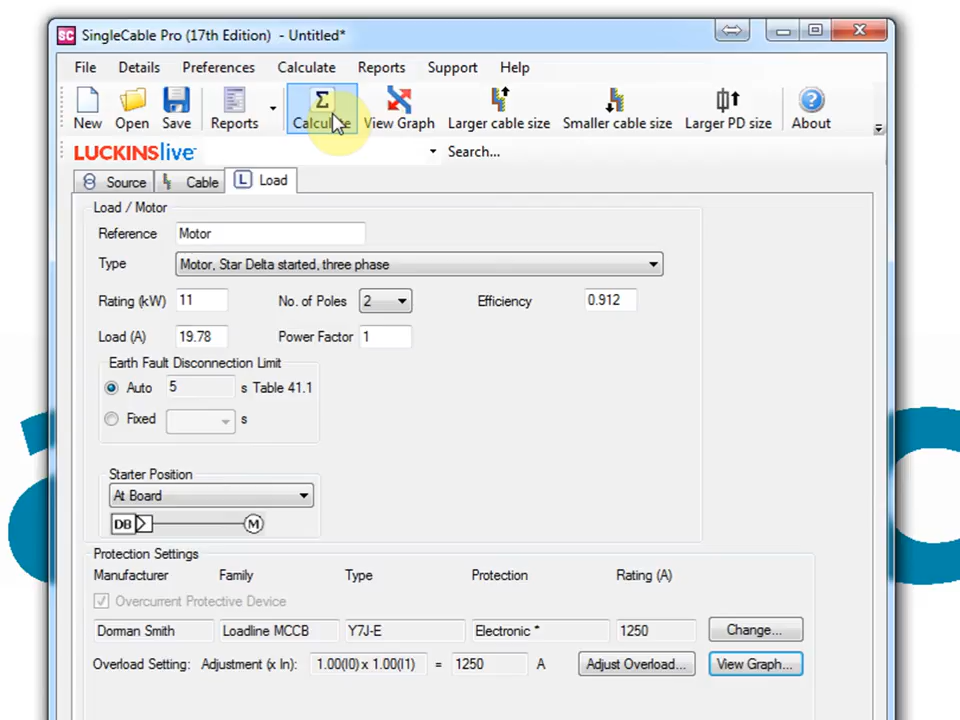 SC SingleCable Pro (17th Edition) - Untitled*
File Details Preferences Calculate Reports Support Help
New Open Save Reports Calculate View Graph Larger cable size Smaller cable size Larger PD size About
LUCKINSlive Search...
Source Cable L Load
Load / Motor
Reference Motor
Type Motor, Star Delta started, three phase
Rating (kW) 11 No. of Poles 2 Efficiency 0.912
Load (A) 19.78 Power Factor 1
Earth Fault Disconnection Limit
Auto 5 s Table 41.1
Fixed s
Starter Position
At Board
DB M
Protection Settings
Manufacturer Family Type Protection Rating (A)
Overcurrent Protective Device
Dorman Smith Loadline MCCB Y7J-E Electronic * 1250 Change...
Overload Setting: Adjustment (x In): 1.00(I0) x 1.00(I1) = 1250 A Adjust Overload... View Graph...